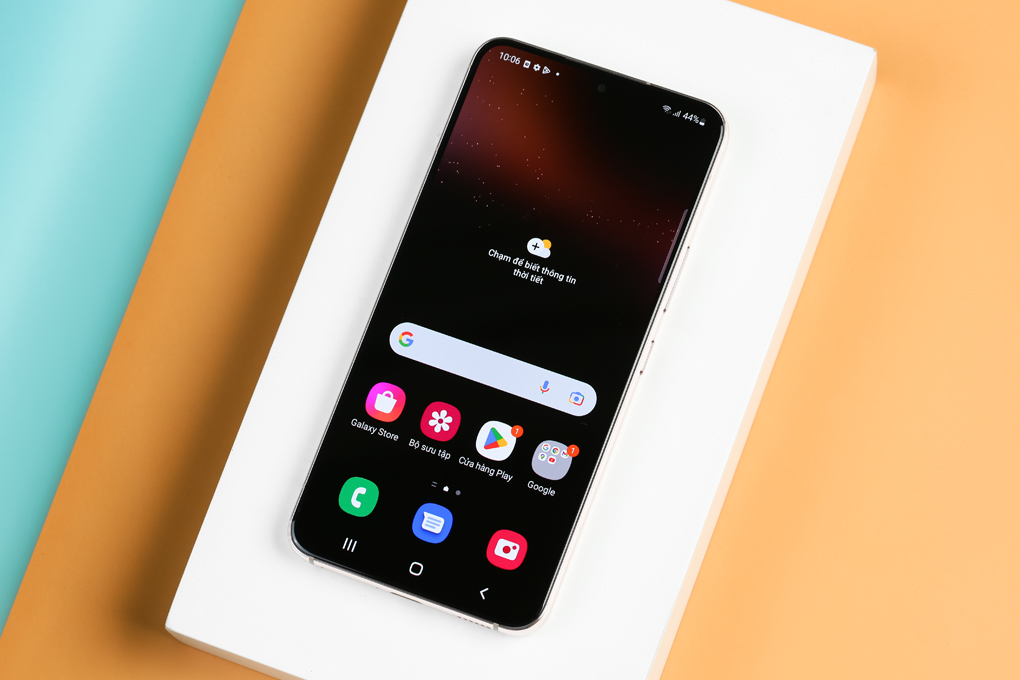 10:06
44%
Chạm để biết thông tin
thời tiết
G
Galaxy Store
Bộ sưu tập
1
Cửa hàng Play
1
Google